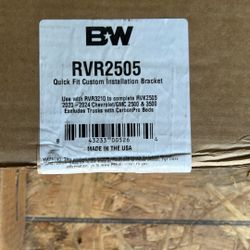 B&W
RVR2505
Quick Fit Custom Installation Bracket
Use with RVR3210 to complete RVK2505
2020 - 2024 Chevrolet/GMC 2500 & 3500
Excludes Trucks with CarbonPro Beds
MADE IN THE USA
WARNING: